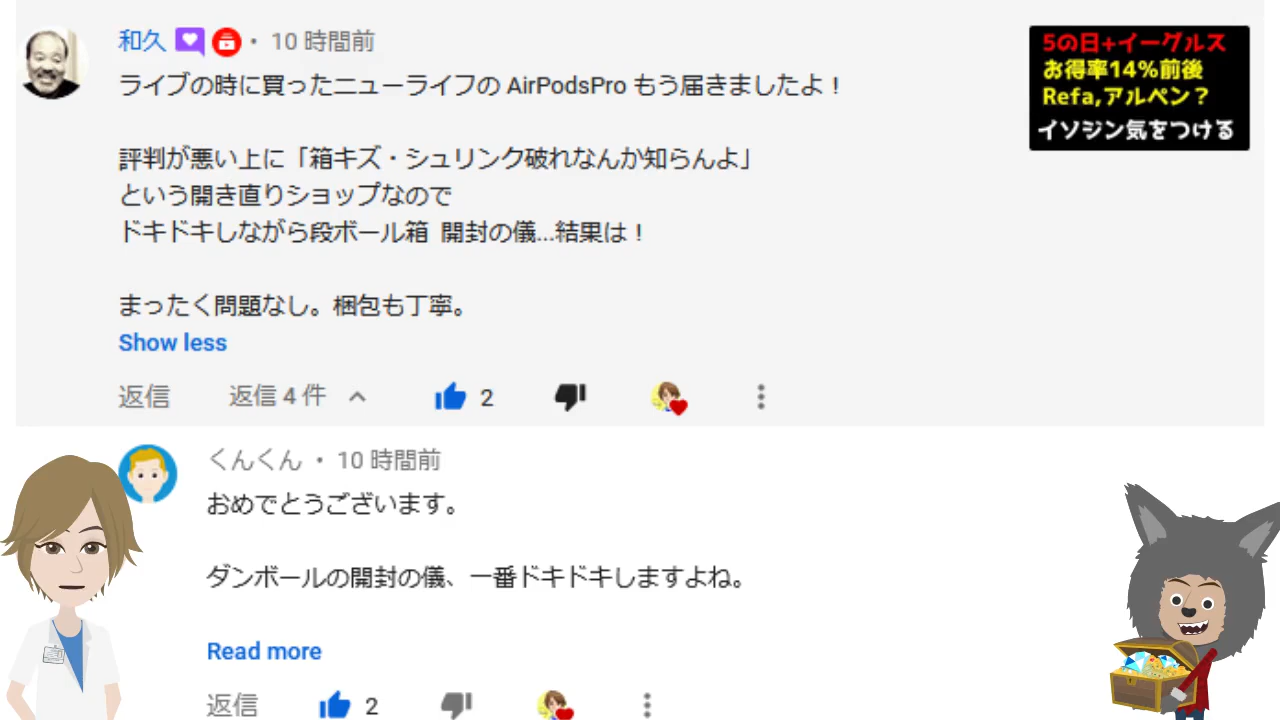 和久 ・ 10 時間前
ライブの時に買ったニューライフの AirPodsPro もう届きましたよ！
評判が悪い上に「箱キズ・シュリンク破れなんか知らんよ」
という開き直りショップなので
ドキドキしながら段ボール箱 開封の儀...結果は！
まったく問題なし。梱包も丁寧。
Show less
返信 返信 4 件 2
5の日+イーグルス
お得率14%前後
Refa,アルペン？
イソジン気をつける
くんくん ・ 10 時間前
おめでとうございます。
ダンボールの開封の儀、一番ドキドキしますよね。
Read more
返信 2